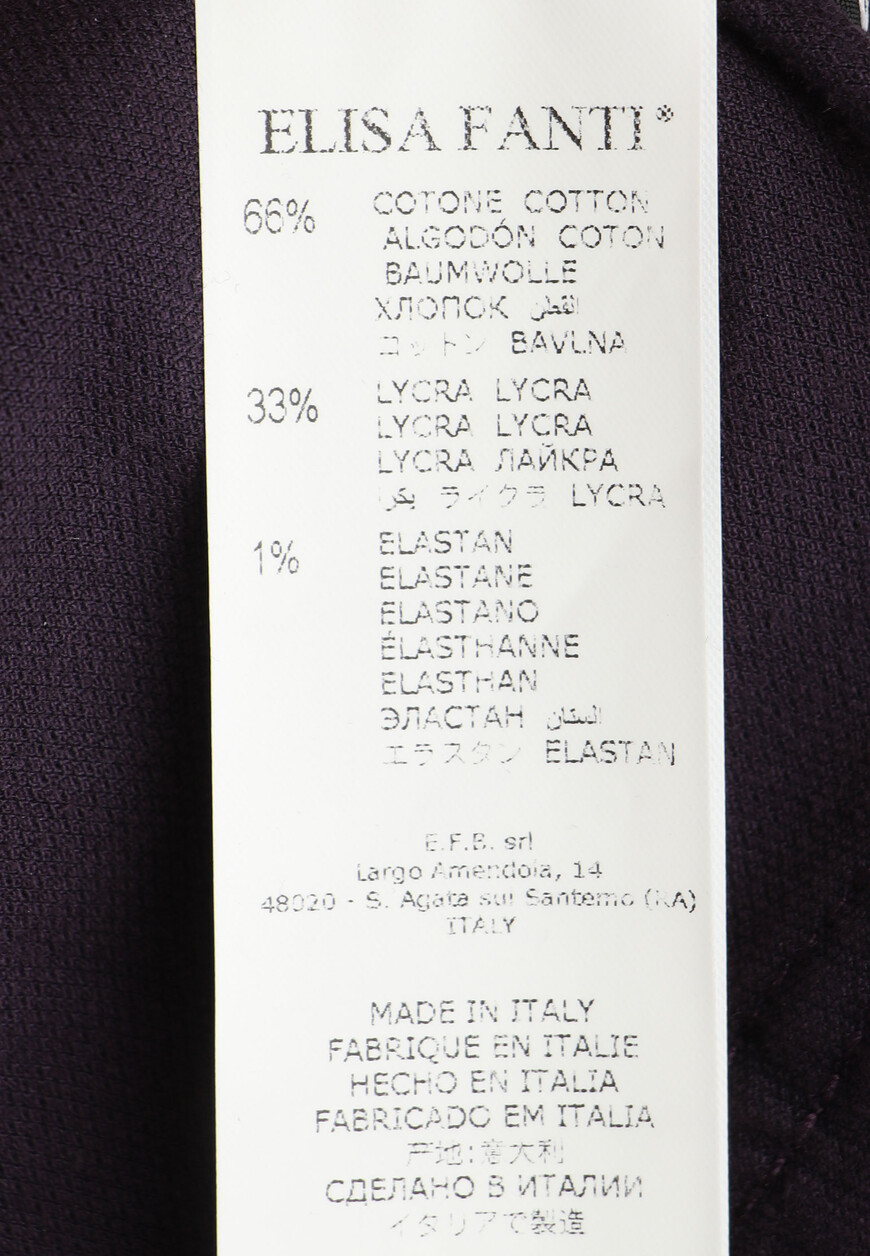 ELISA FANTI®
66%
COTONE COTTON
ALGODÓN COTON
BAUMWOLLE
ХЛОПОК القطن
コットン BAVLNA
33%
LYCRA LYCRA
LYCRA LYCRA
LYCRA ЛАЙКРА
ライクラ LYCRA
1%
ELASTAN
ELASTANE
ELASTANO
ÉLASTHANNE
ELASTHAN
ЭЛАСТАН
エラスタン ELASTAN
E.F.B. srl
Largo Amendola, 14
48020 - S. Agata sul Santerno (RA)
ITALY
MADE IN ITALY
FABRIQUE EN ITALIE
HECHO EN ITALIA
FABRICADO EM ITALIA
产地:意大利
СДЕЛАНО В ИТАЛИИ
イタリアで製造